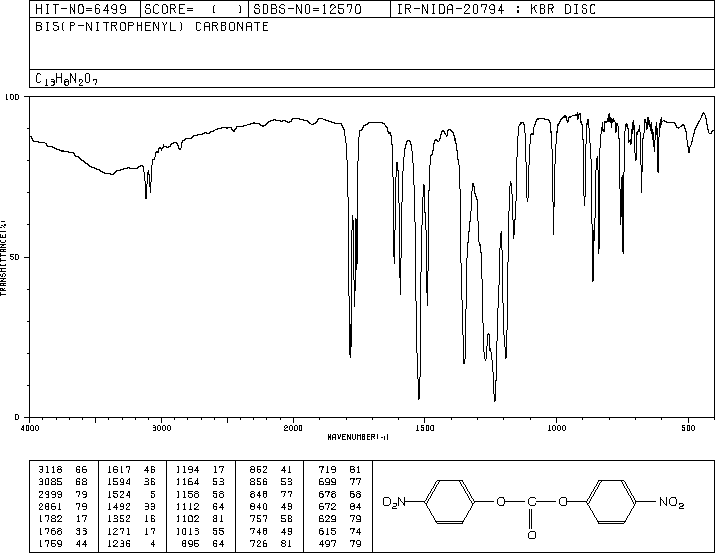 HIT-NO=6499 SCORE= ( ) SDBS-NO=12570 IR-NIDA-20794 : KBR DISC
BIS(P-NITROPHENYL) CARBONATE
C13H8N2O7
100
50
0
TRANSMITTANCE(%)
4000 3000 2000 1500 1000 500
WAVENUMBER(-1)
3118 66 1617 46 1194 17 862 41 719 81
3085 68 1594 36 1164 53 856 53 699 77
2999 79 1524 5 1158 58 848 77 678 68
2861 79 1492 33 1112 64 840 49 672 84
1782 17 1352 16 1102 81 757 58 629 79
1768 33 1271 17 1013 55 748 49 615 74
1759 44 1236 4 895 64 726 81 497 79
O2N O C O NO2
O